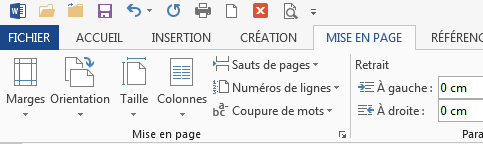 FICHIER ACCUEIL INSERTION CRÉATION MISE EN PAGE RÉFÉREN
Marges Orientation Taille Colonnes
Sauts de pages
Numéros de lignes
Coupure de mots
Mise en page
Retrait
À gauche : 0 cm
À droite : 0 cm
Para